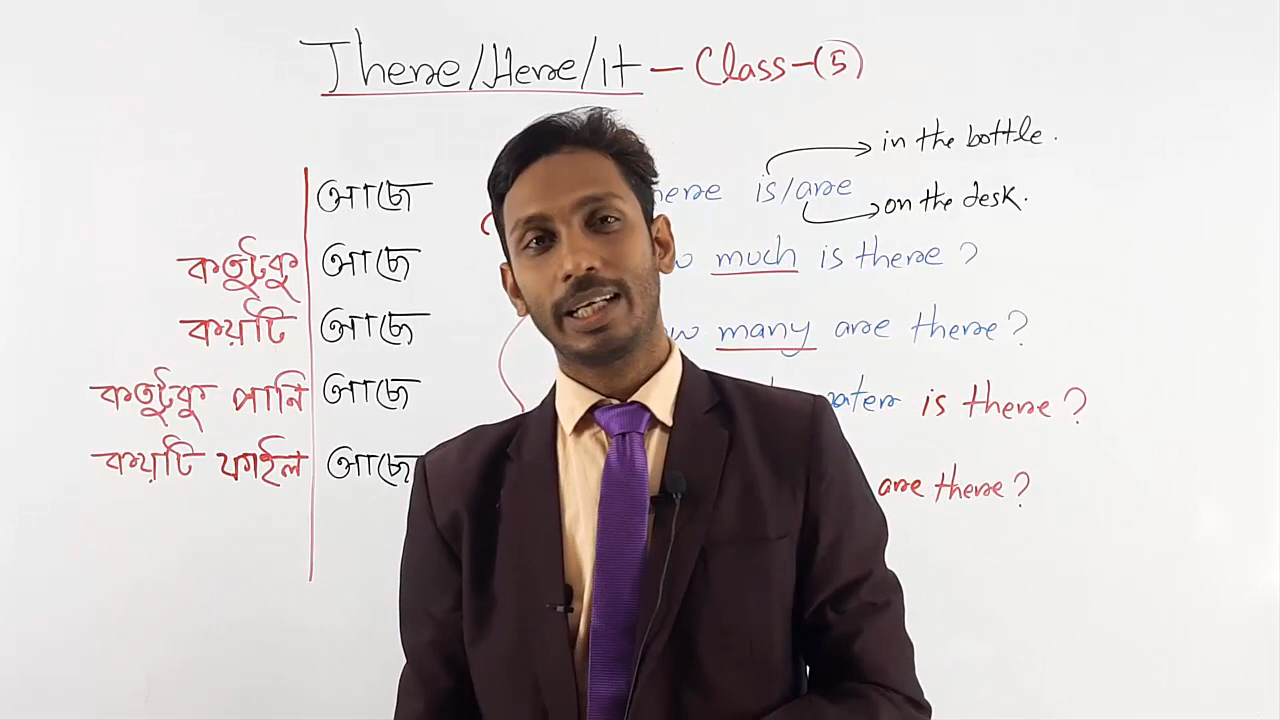 There/Here/it – Class–(5)
in the bottle.
আছে is/are
on the desk.
কতটুকু আছে much is there?
কয়টি আছে many are there?
কতটুকু পানি আছে is there?
কয়টি ফাইল আছে are there?